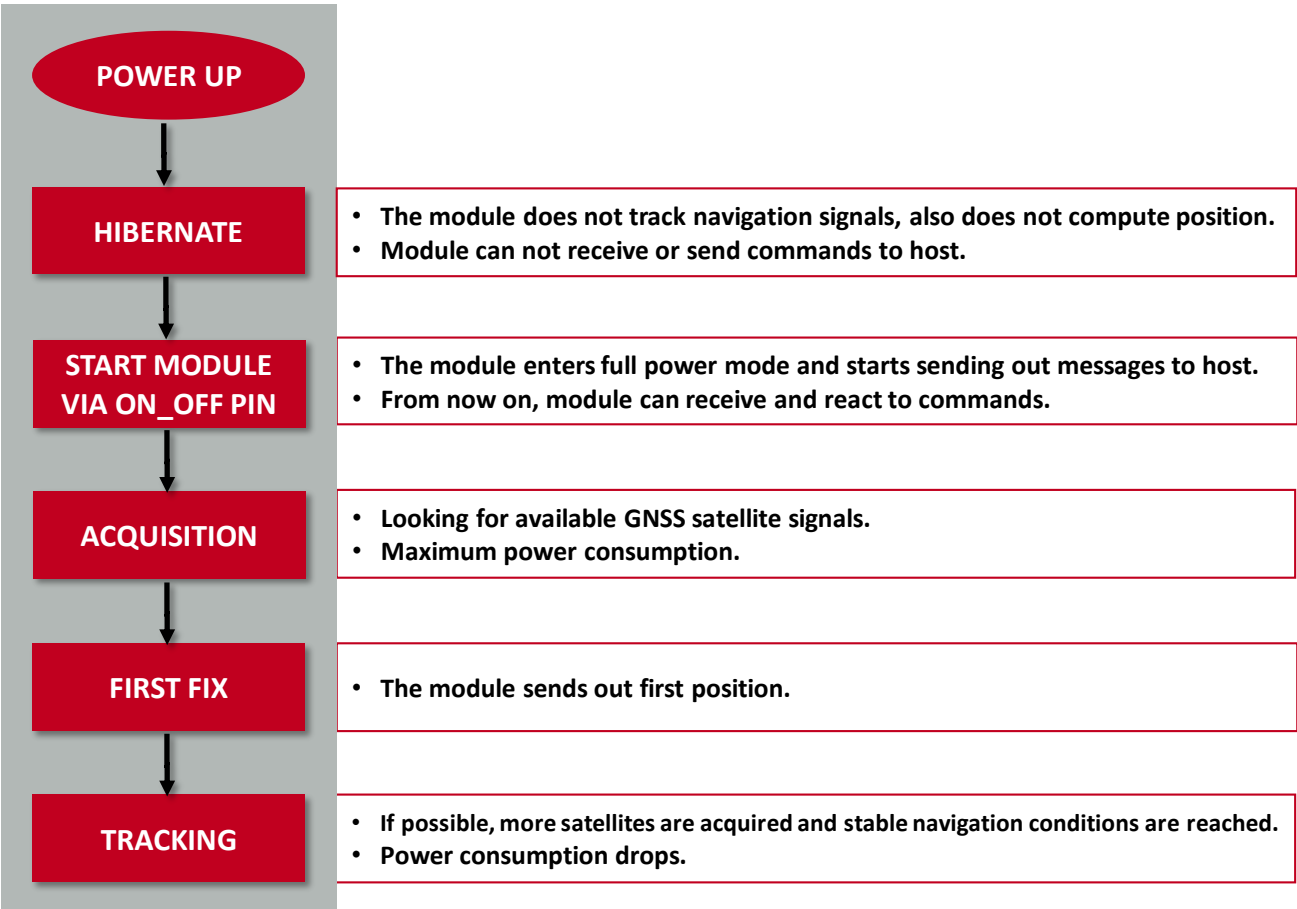 POWER UP
HIBERNATE
• The module does not track navigation signals, also does not compute position.
• Module can not receive or send commands to host.
START MODULE
VIA ON_OFF PIN
• The module enters full power mode and starts sending out messages to host.
• From now on, module can receive and react to commands.
ACQUISITION
• Looking for available GNSS satellite signals.
• Maximum power consumption.
FIRST FIX
• The module sends out first position.
TRACKING
• If possible, more satellites are acquired and stable navigation conditions are reached.
• Power consumption drops.